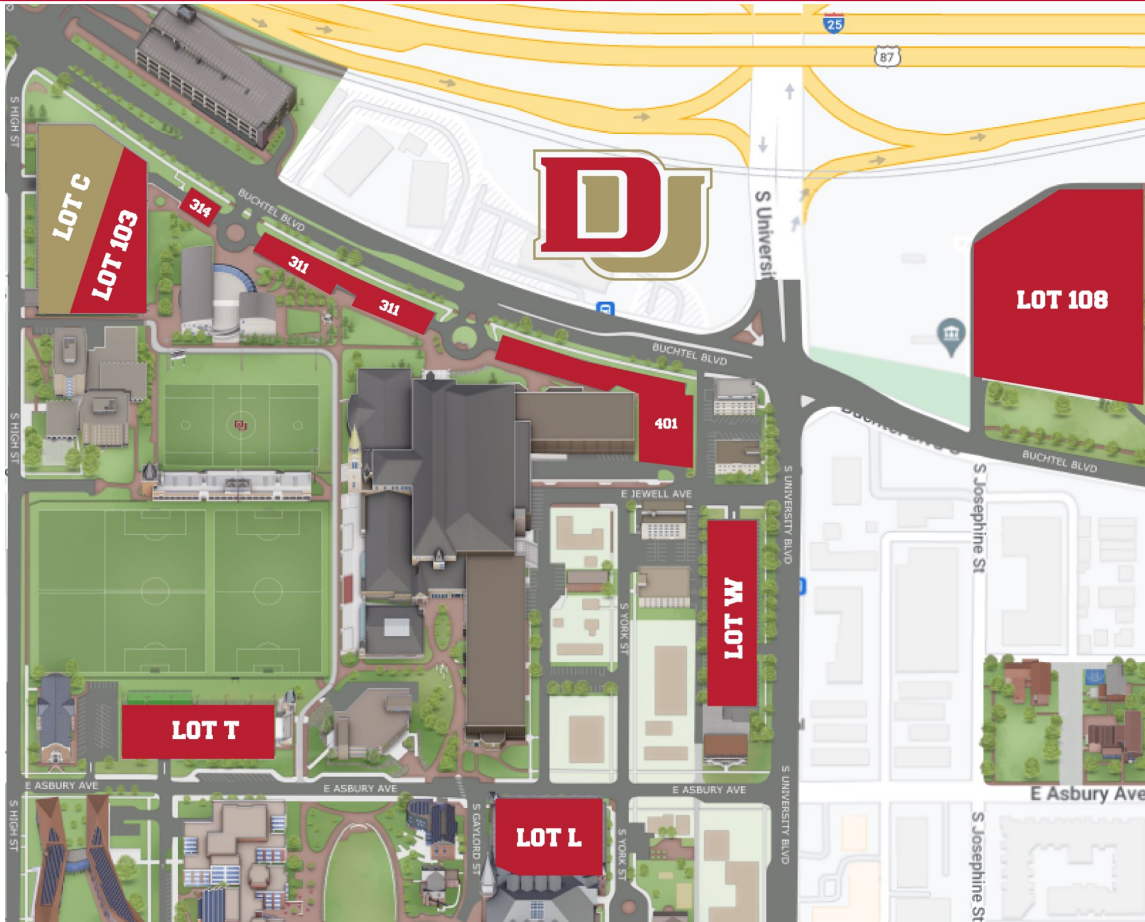 25
87
S HIGH ST
LOT C
LOT 103
314
BUCHTEL BLVD
311
311
DU
S Universit
LOT 108
BUCHTEL BLVD
401
DU
S HIGH ST
BUCHTEL BLVD
E JEWELL AVE
S UNIVERSITY BLVD
S Josephine St
LOT W
S YORK ST
LOT T
E ASBURY AVE
E ASBURY AVE
E ASBURY AVE
E Asbury Ave
S HIGH ST
S GAYLORD ST
LOT L
S YORK ST
S UNIVERSITY BLVD
S Josephine St